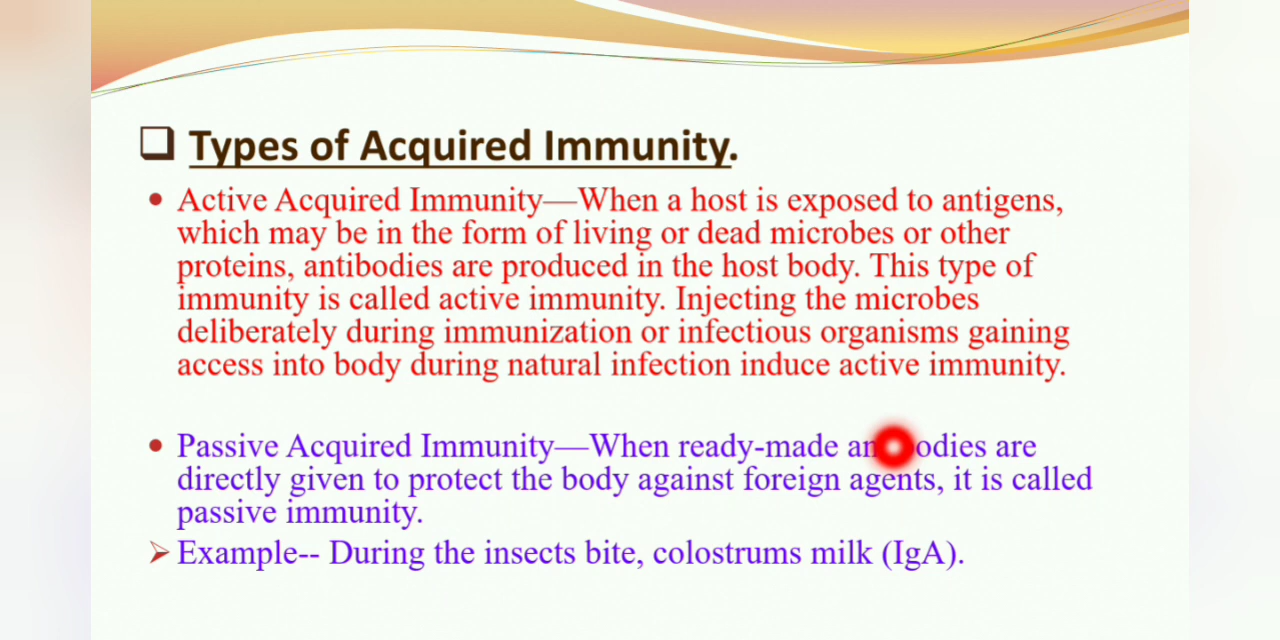 Types of Acquired Immunity.
Active Acquired Immunity—When a host is exposed to antigens,
which may be in the form of living or dead microbes or other
proteins, antibodies are produced in the host body. This type of
immunity is called active immunity. Injecting the microbes
deliberately during immunization or infectious organisms gaining
access into body during natural infection induce active immunity.
Passive Acquired Immunity—When ready-made antibodies are
directly given to protect the body against foreign agents, it is called
passive immunity.
Example-- During the insects bite, colostrums milk (IgA).